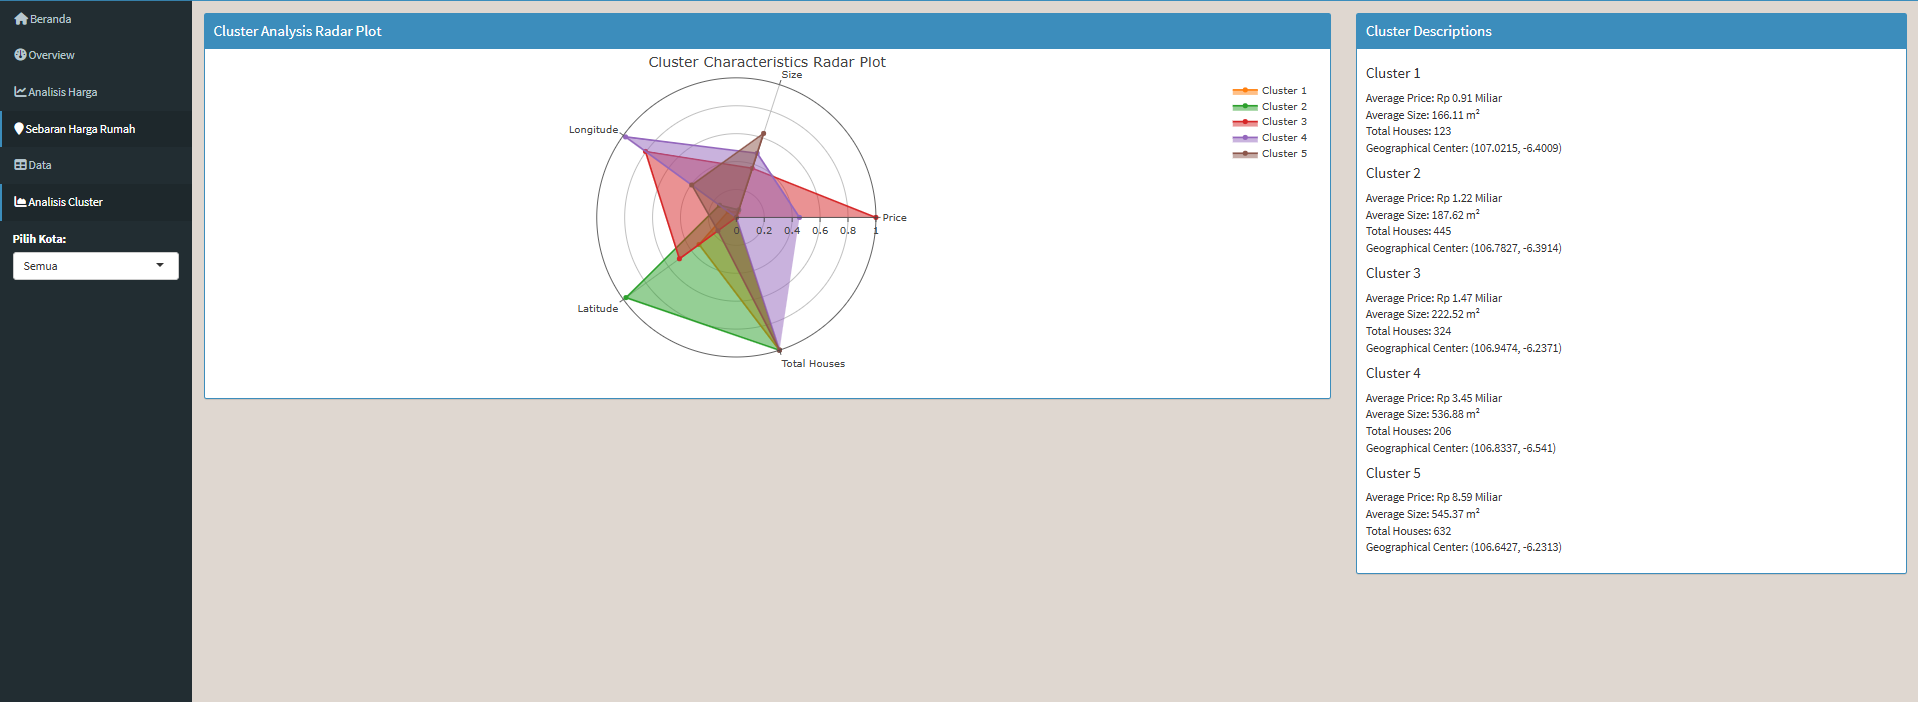 Beranda
Overview
Analisis Harga
Sebaran Harga Rumah
Data
Analisis Cluster
Pilih Kota:
Semua
Cluster Analysis Radar Plot
Cluster Characteristics Radar Plot
Size
Longitude
Price
0 0.2 0.4 0.6 0.8 1
Latitude
Total Houses
Cluster 1
Cluster 2
Cluster 3
Cluster 4
Cluster 5
Cluster Descriptions
Cluster 1
Average Price: Rp 0.91 Miliar
Average Size: 166.11 m²
Total Houses: 123
Geographical Center: (107.0215, -6.4009)
Cluster 2
Average Price: Rp 1.22 Miliar
Average Size: 187.62 m²
Total Houses: 445
Geographical Center: (106.7827, -6.3914)
Cluster 3
Average Price: Rp 1.47 Miliar
Average Size: 222.52 m²
Total Houses: 324
Geographical Center: (106.9474, -6.2371)
Cluster 4
Average Price: Rp 3.45 Miliar
Average Size: 536.88 m²
Total Houses: 206
Geographical Center: (106.8337, -6.541)
Cluster 5
Average Price: Rp 8.59 Miliar
Average Size: 545.37 m²
Total Houses: 632
Geographical Center: (106.6427, -6.2313)